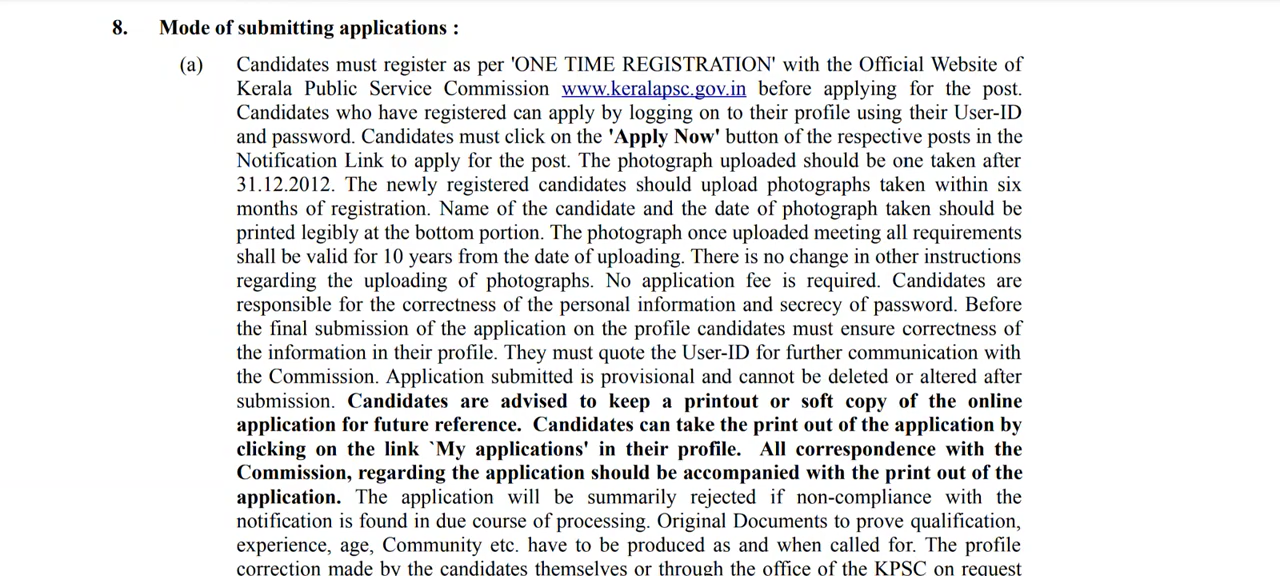 8. Mode of submitting applications :
(a) Candidates must register as per 'ONE TIME REGISTRATION' with the Official Website of
Kerala Public Service Commission www.keralapsc.gov.in before applying for the post.
Candidates who have registered can apply by logging on to their profile using their User-ID
and password. Candidates must click on the 'Apply Now' button of the respective posts in the
Notification Link to apply for the post. The photograph uploaded should be one taken after
31.12.2012. The newly registered candidates should upload photographs taken within six
months of registration. Name of the candidate and the date of photograph taken should be
printed legibly at the bottom portion. The photograph once uploaded meeting all requirements
shall be valid for 10 years from the date of uploading. There is no change in other instructions
regarding the uploading of photographs. No application fee is required. Candidates are
responsible for the correctness of the personal information and secrecy of password. Before
the final submission of the application on the profile candidates must ensure correctness of
the information in their profile. They must quote the User-ID for further communication with
the Commission. Application submitted is provisional and cannot be deleted or altered after
submission. Candidates are advised to keep a printout or soft copy of the online
application for future reference. Candidates can take the print out of the application by
clicking on the link `My applications' in their profile. All correspondence with the
Commission, regarding the application should be accompanied with the print out of the
application. The application will be summarily rejected if non-compliance with the
notification is found in due course of processing. Original Documents to prove qualification,
experience, age, Community etc. have to be produced as and when called for. The profile
correction made by the candidates themselves or through the office of the KPSC on request